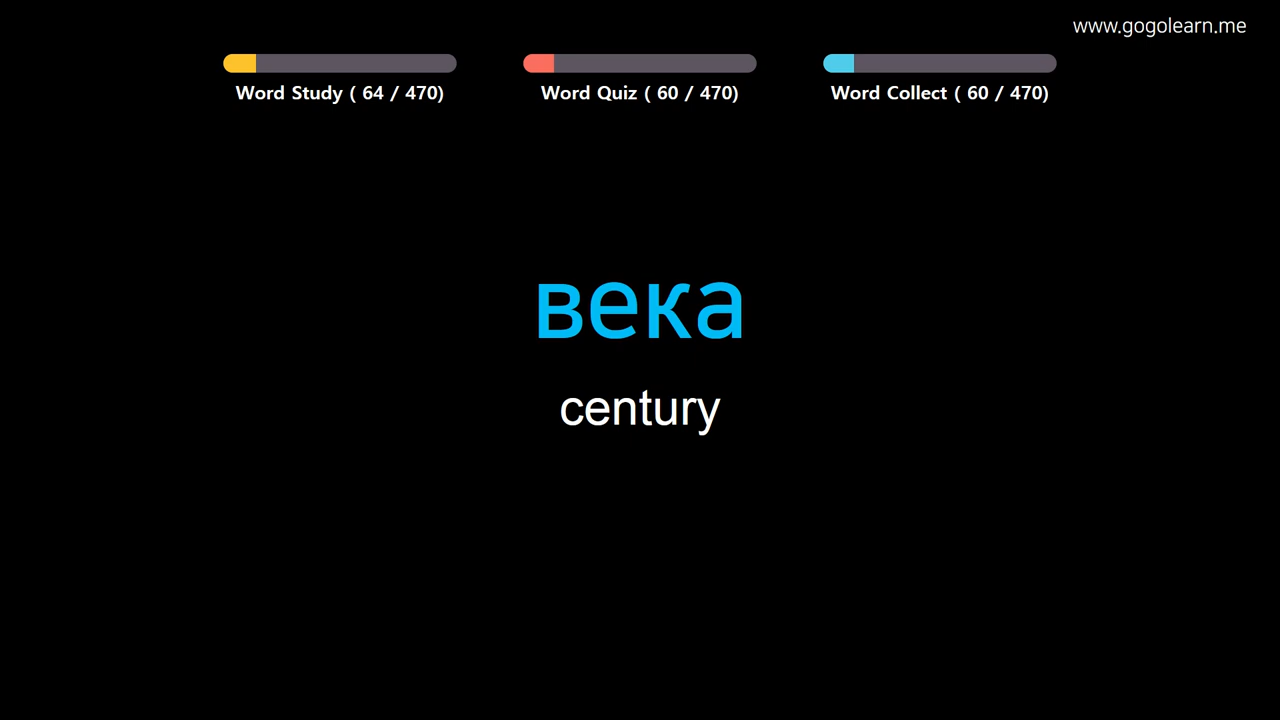 www.gogolearn.me
Word Study ( 64 / 470)
Word Quiz ( 60 / 470)
Word Collect ( 60 / 470)
века
century